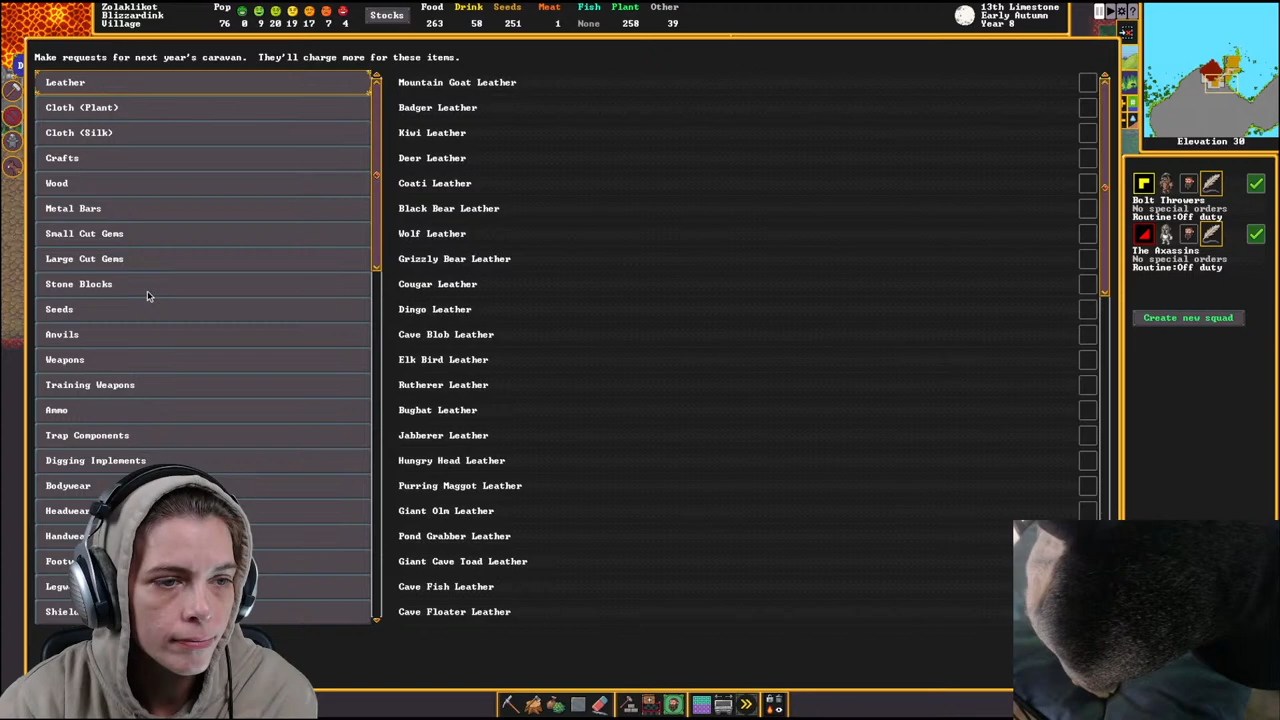 Zolaklikot
Blizzardink
Village
Pop
76 0 9 20 19 17 7 4
Stocks
Food Drink Seeds Meat Fish Plant Other
263 58 251 1 None 258 39
13th Limestone
Early Autumn
Year 8
Elevation 30
Make requests for next year's caravan. They'll charge more for these items.
Leather
Cloth (Plant)
Cloth (Silk)
Crafts
Wood
Metal Bars
Small Cut Gems
Large Cut Gems
Stone Blocks
Seeds
Anvils
Weapons
Training Weapons
Ammo
Trap Components
Digging Implements
Bodywear
Headwea
Handwea
Footw
Legw
Shiel
Mountain Goat Leather
Badger Leather
Kiwi Leather
Deer Leather
Coati Leather
Black Bear Leather
Wolf Leather
Grizzly Bear Leather
Cougar Leather
Dingo Leather
Cave Blob Leather
Elk Bird Leather
Rutherer Leather
Bugbat Leather
Jabberer Leather
Hungry Head Leather
Purring Maggot Leather
Giant Olm Leather
Pond Grabber Leather
Giant Cave Toad Leather
Cave Fish Leather
Cave Floater Leather
Bolt Throwers
No special orders
Routine:Off duty
The Axassins
No special orders
Routine:Off duty
Create new squad